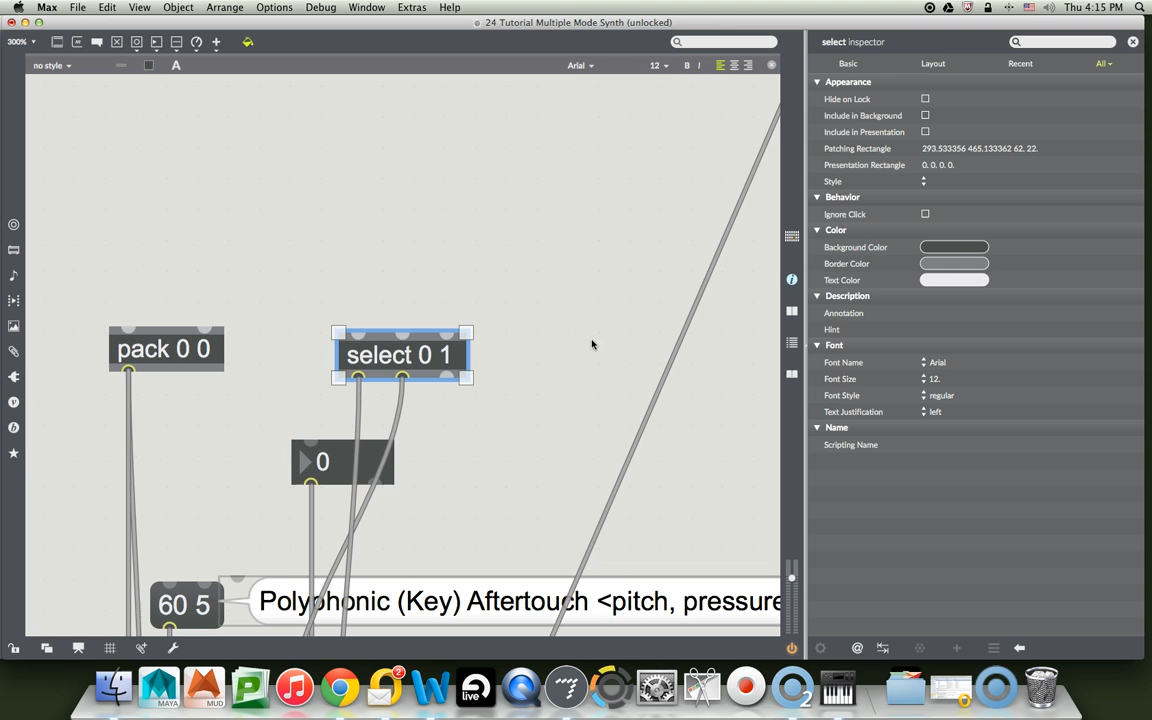 Max File Edit View Object Arrange Options Debug Window Extras Help Thu 4:15 PM
24 Tutorial Multiple Mode Synth (unlocked)
300%
no style A Arial 12 B I
select inspector
Basic Layout Recent All
Appearance
Hide on Lock
Include in Background
Include in Presentation
Patching Rectangle 293.533356 465.133362 62. 22.
Presentation Rectangle 0. 0. 0. 0.
Style
Behavior
Ignore Click
Color
Background Color
Border Color
Text Color
Description
Annotation
Hint
Font
Font Name Arial
Font Size 12.
Font Style regular
Text Justification left
Name
Scripting Name
pack 0 0
select 0 1
0
60 5
Polyphonic (Key) Aftertouch <pitch, pressure
MAYA
MUD
2
live
2